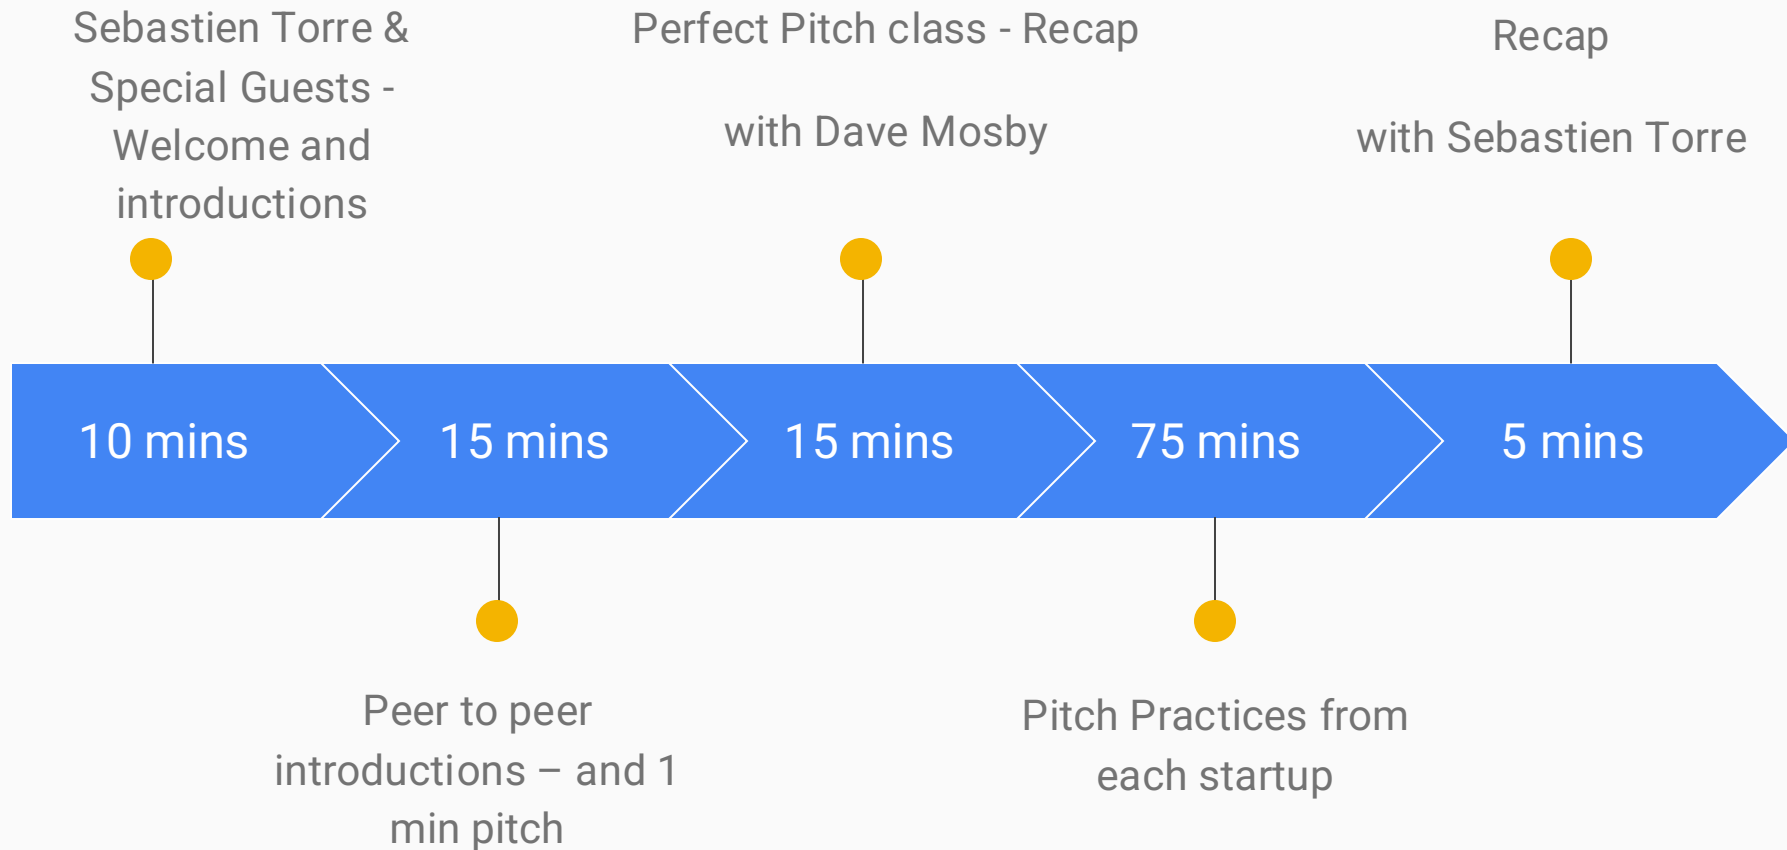 Sebastien Torre &
Special Guests -
Welcome and
introductions
Perfect Pitch class - Recap
with Dave Mosby
Recap
with Sebastien Torre
10 mins
15 mins
15 mins
75 mins
5 mins
Peer to peer
introductions – and 1
min pitch
Pitch Practices from
each startup